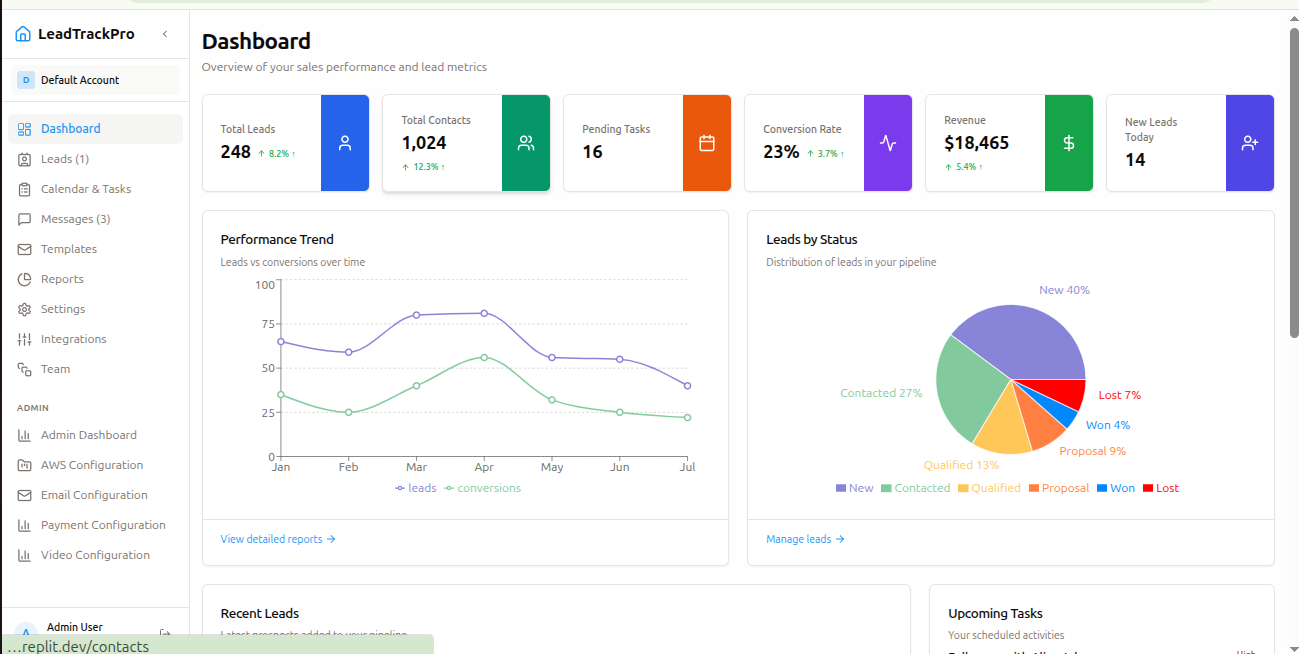 LeadTrackPro
D Default Account
Dashboard
Leads (1)
Calendar & Tasks
Messages (3)
Templates
Reports
Settings
Integrations
Team
ADMIN
Admin Dashboard
AWS Configuration
Email Configuration
Payment Configuration
Video Configuration
A Admin User
...replit.dev/contacts
Dashboard
Overview of your sales performance and lead metrics
Total Leads
248 ↑ 8.2% ↑
Total Contacts
1,024
↑ 12.3% ↑
Pending Tasks
16
Conversion Rate
23% ↑ 3.7% ↑
Revenue
$18,465
↑ 5.4% ↑
New Leads
Today
14
Performance Trend
Leads vs conversions over time
100
75
50
25
0
Jan Feb Mar Apr May Jun Jul
leads conversions
View detailed reports →
Leads by Status
Distribution of leads in your pipeline
New 40%
Contacted 27%
Lost 7%
Won 4%
Proposal 9%
Qualified 13%
New Contacted Qualified Proposal Won Lost
Manage leads →
Recent Leads
Latest prospects added to your pipeline
Upcoming Tasks
Your scheduled activities
High